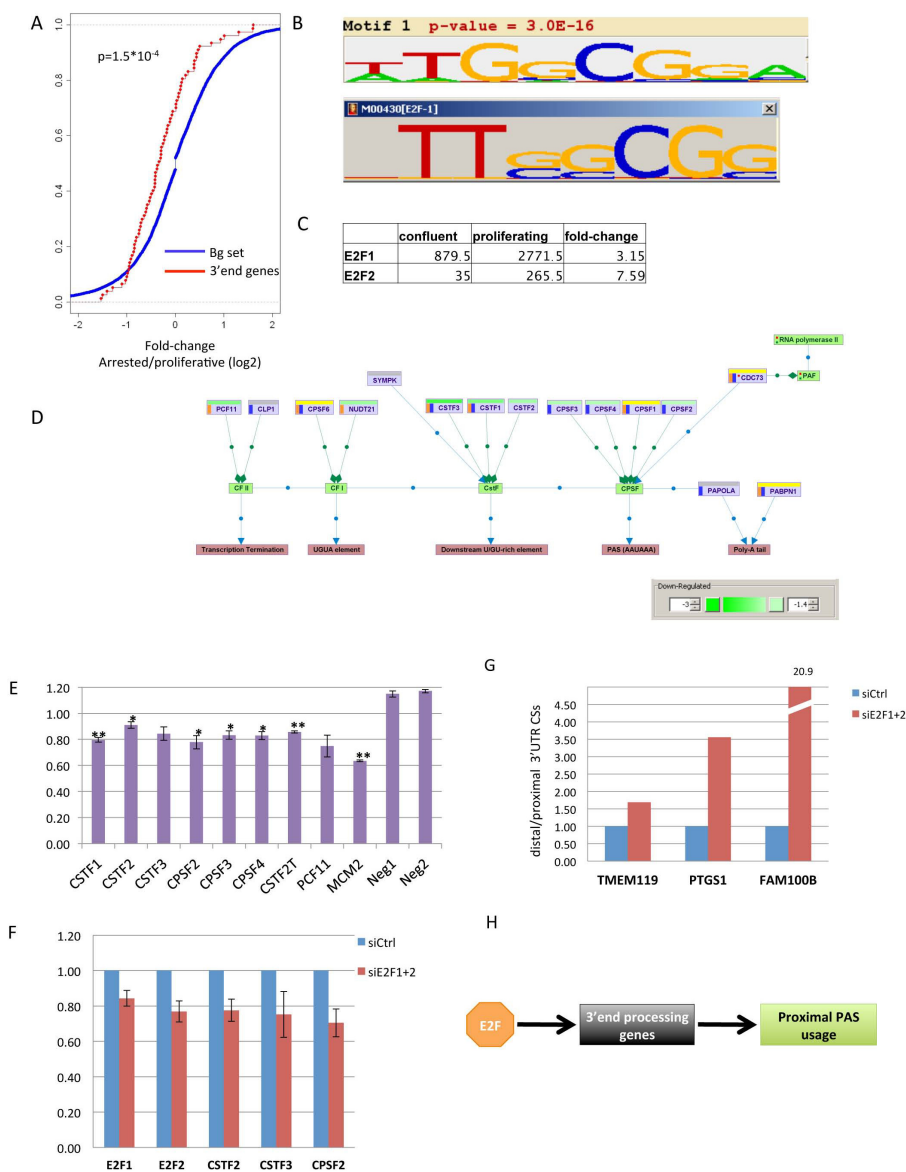 A
p=1.5*10-4
1.0
0.8
0.6
0.4
0.2
0.0
Bg set
3'end genes
-2 -1 0 1 2
Fold-change
Arrested/proliferative (log2)
B
Motif 1 p-value = 3.0E-16
TTGGCGGA
M00430[E2F-1]
TTGGCGG
C
confluent proliferating fold-change
E2F1 879.5 2771.5 3.15
E2F2 35 265.5 7.59
D
RNA polymerase II
CDC73 PAF
SYMPK
PCF11 CLP1 CPSF6 NUDT21 CSTF3 CSTF1 CSTF2 CPSF3 CPSF4 CPSF1 CPSF2
CF II CF I CstF CPSF PAPOLA PABPN1
Transcription Termination UGUA element Downstream U/GU-rich element PAS (AAUAAA) Poly-A tail
Down-Regulated
-3 -1.4
E
1.20
1.00
0.80
0.60
0.40
0.20
0.00
** * * * * ** **
CSTF1 CSTF2 CSTF3 CPSF2 CPSF3 CPSF4 CSTF2T PCF11 MCM2 Neg1 Neg2
F
1.20
1.00
0.80
0.60
0.40
0.20
0.00
siCtrl
siE2F1+2
E2F1 E2F2 CSTF2 CSTF3 CPSF2
G
20.9
distal/proximal 3'UTR CSs
4.50
4.00
3.50
3.00
2.50
2.00
1.50
1.00
0.50
0.00
siCtrl
siE2F1+2
TMEM119 PTGS1 FAM100B
H
E2F
3'end processing
genes
Proximal PAS
usage